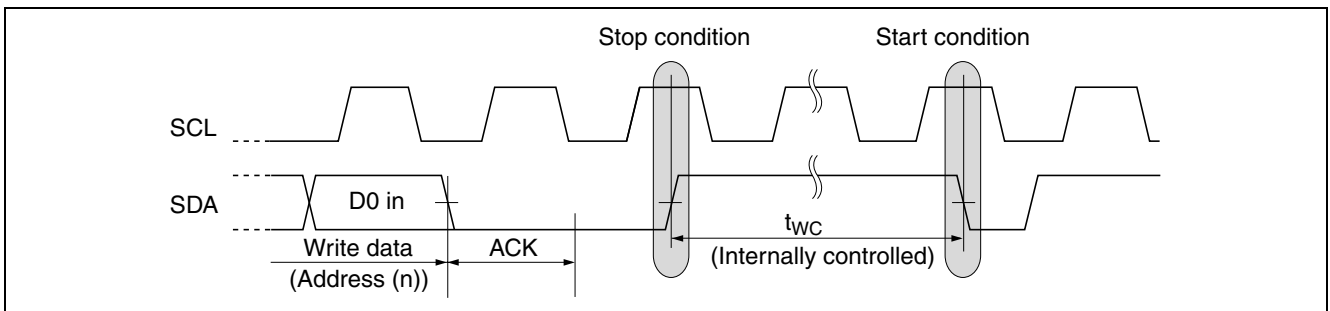 Stop condition
Start condition
SCL
SDA
D0 in
Write data
(Address (n))
ACK
tWC
(Internally controlled)